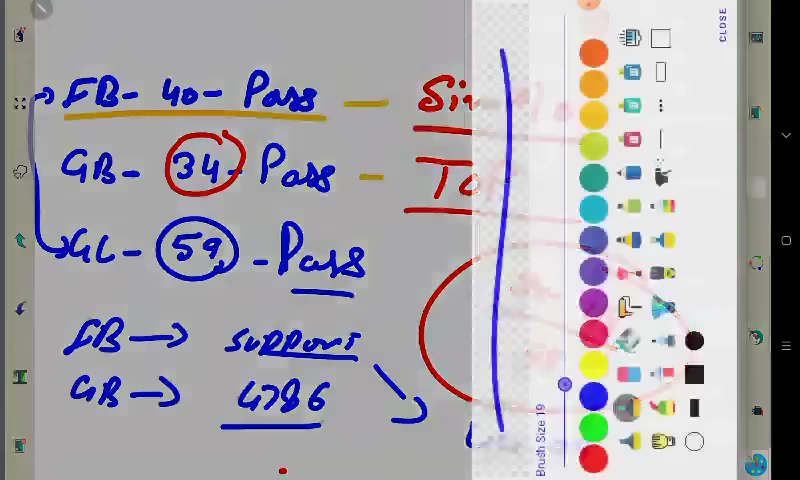 FB- 40- Pass -
GB- 34- Pass -
GL- 59 - Pass
FB → support
GB → 4786
CLOSE
Brush Size 19